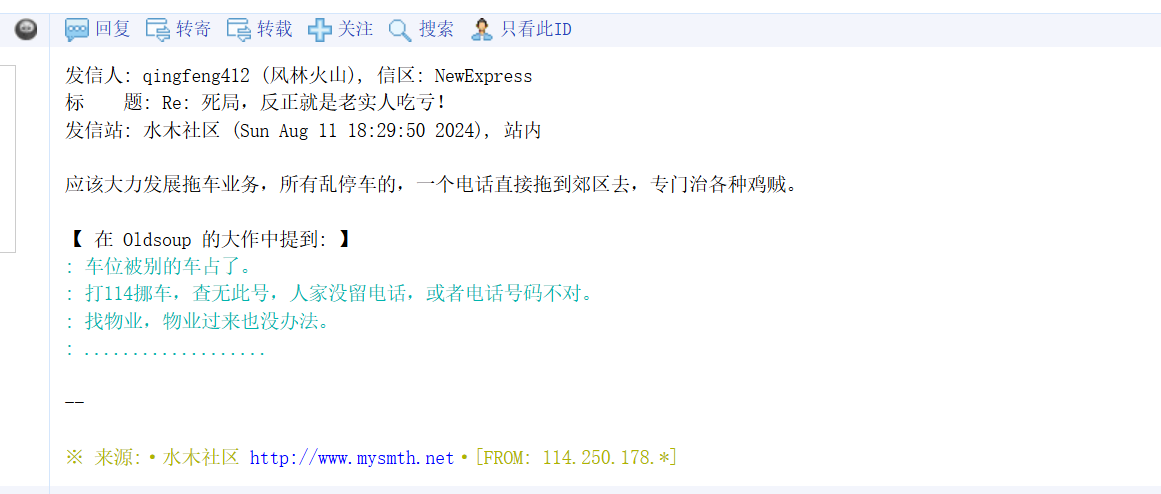 回复 转寄 转载 关注 搜索 只看此ID
发信人: qingfeng412 (风林火山), 信区: NewExpress
标    题: Re: 死局，反正就是老实人吃亏！
发信站: 水木社区 (Sun Aug 11 18:29:50 2024), 站内
应该大力发展拖车业务，所有乱停车的，一个电话直接拖到郊区去，专门治各种鸡贼。
【 在 Oldsoup 的大作中提到: 】
: 车位被别的车占了。
: 打114挪车，查无此号，人家没留电话，或者电话号码不对。
: 找物业，物业过来也没办法。
: ...................
--
※ 来源:·水木社区 http://www.mysmth.net·[FROM: 114.250.178.*]